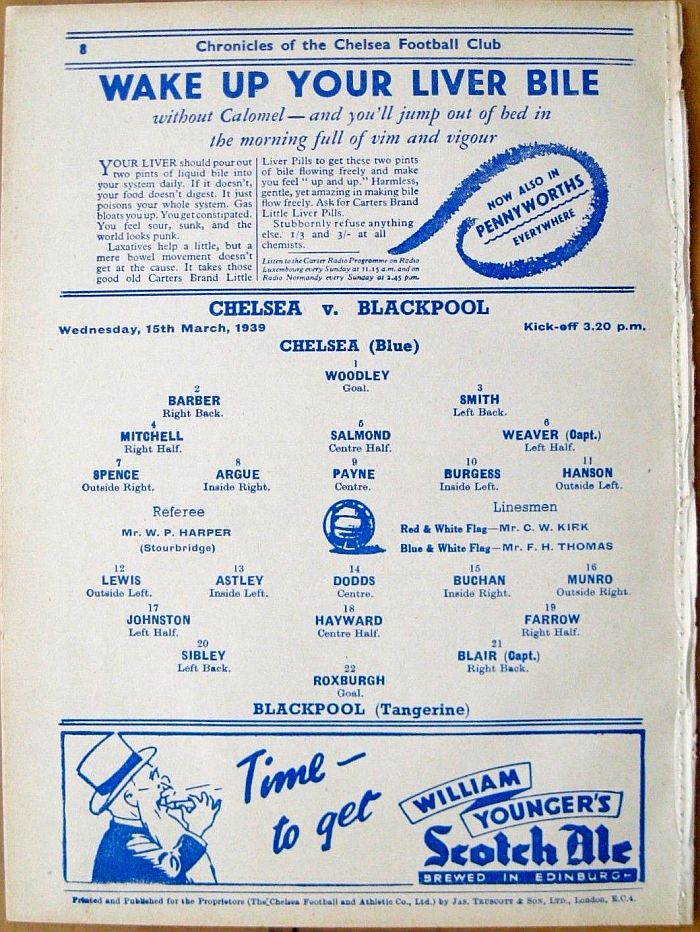 8
Chronicles of the Chelsea Football Club
WAKE UP YOUR LIVER BILE
without Calomel — and you'll jump out of bed in
the morning full of vim and vigour
YOUR LIVER should pour out
two pints of liquid bile into
your system daily. If it doesn't,
your food doesn't digest. It just
poisons your whole system. Gas
bloats you up. You get constipated.
You feel sour, sunk, and the
world looks punk.
Laxatives help a little, but a
mere bowel movement doesn't
get at the cause. It takes those
good old Carters Brand Little
Liver Pills to get these two pints
of bile flowing freely and make
you feel " up and up." Harmless,
gentle, yet amazing in making bile
flow freely. Ask for Carters Brand
Little Liver Pills.
Stubbornly refuse anything
else. 1/3 and 3/- at all
chemists.
Listen to the Carter Radio Programme on Radio
Luxembourg every Sunday at 11.15 a.m. and on
Radio Normandy every Sunday at 2.45 p.m.
NOW ALSO IN
PENNYWORTHS
EVERYWHERE
CHELSEA v. BLACKPOOL
Wednesday, 15th March, 1939 Kick-off 3.20 p.m.
CHELSEA (Blue)
1
WOODLEY
Goal.
2 3
BARBER SMITH
Right Back. Left Back.
4 5 6
MITCHELL SALMOND WEAVER (Capt.)
Right Half. Centre Half. Left Half.
7 8 9 10 11
SPENCE ARGUE PAYNE BURGESS HANSON
Outside Right. Inside Right. Centre. Inside Left. Outside Left.
Referee Linesmen
Mr. W. P. HARPER Red & White Flag—Mr. C. W. KIRK
(Stourbridge) Blue & White Flag—Mr. F. H. THOMAS
12 13 14 15 16
LEWIS ASTLEY DODDS BUCHAN MUNRO
Outside Left. Inside Left. Centre. Inside Right. Outside Right.
17 18 19
JOHNSTON HAYWARD FARROW
Left Half. Centre Half. Right Half.
20 21
SIBLEY BLAIR (Capt.)
Left Back. Right Back.
22
ROXBURGH
Goal.
BLACKPOOL (Tangerine)
Time —
to get
WILLIAM
YOUNGER'S
Scotch Ale
BREWED IN EDINBURGH
Printed and Published for the Proprietors (The Chelsea Football and Athletic Co., Ltd.) by JAS. TRUSCOTT & SON, LTD., London, E.C.4.